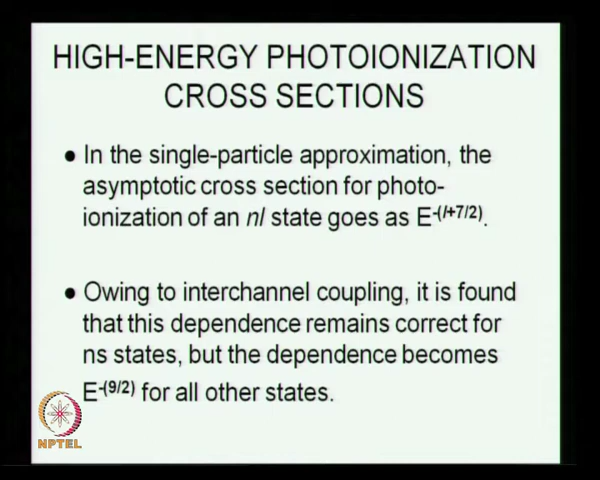 HIGH-ENERGY PHOTOIONIZATION
CROSS SECTIONS
● In the single-particle approximation, the
asymptotic cross section for photo-
ionization of an nl state goes as E-(l+7/2).
● Owing to interchannel coupling, it is found
that this dependence remains correct for
ns states, but the dependence becomes
E-(9/2) for all other states.
NPTEL